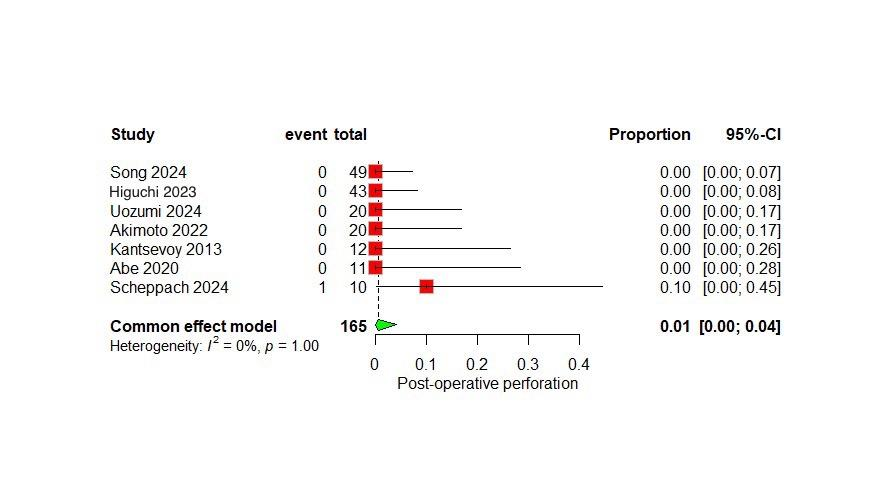 Study event total Proportion 95%-CI
Song 2024 0 49 0.00 [0.00; 0.07]
Higuchi 2023 0 43 0.00 [0.00; 0.08]
Uozumi 2024 0 20 0.00 [0.00; 0.17]
Akimoto 2022 0 20 0.00 [0.00; 0.17]
Kantsevoy 2013 0 12 0.00 [0.00; 0.26]
Abe 2020 0 11 0.00 [0.00; 0.28]
Scheppach 2024 1 10 0.10 [0.00; 0.45]
Common effect model 165 0.01 [0.00; 0.04]
Heterogeneity: I² = 0%, p = 1.00
0 0.1 0.2 0.3 0.4
Post-operative perforation